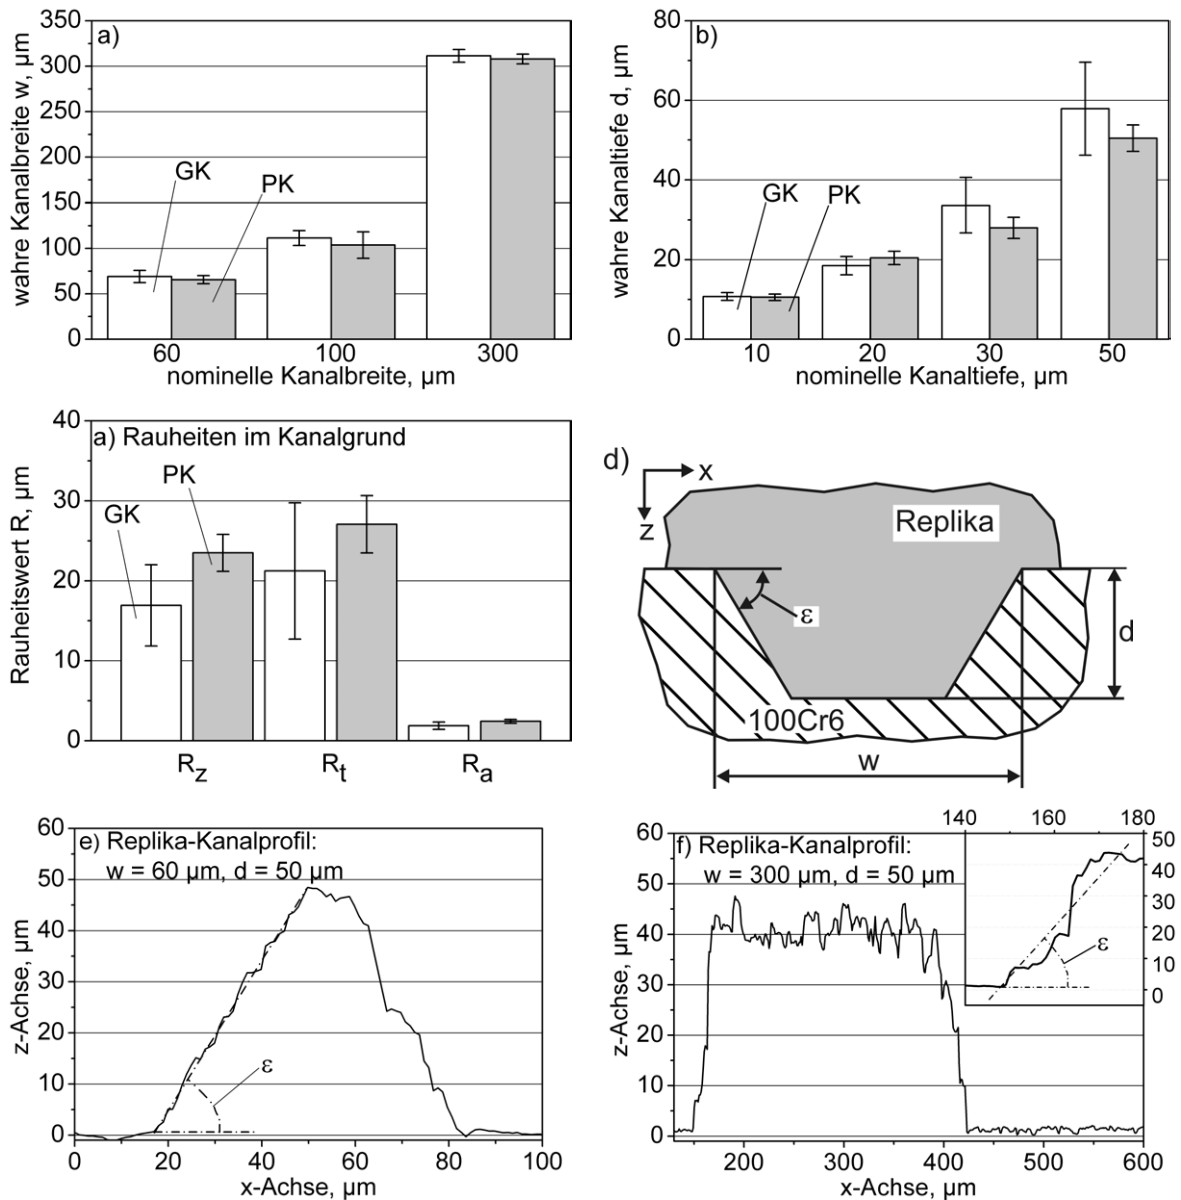 a)
wahre Kanalbreite w, µm
350
300
250
200
150
100
50
0
GK
PK
60
100
300
nominelle Kanalbreite, µm
b)
wahre Kanaltiefe d, µm
80
60
40
20
0
GK
PK
10
20
30
50
nominelle Kanaltiefe, µm
a) Rauheiten im Kanalgrund
Rauheitswert R, µm
40
30
20
10
0
PK
GK
Rz
Rt
Ra
d)
x
z
Replika
ε
d
100Cr6
w
e) Replika-Kanalprofil:
w = 60 µm, d = 50 µm
z-Achse, µm
60
50
40
30
20
10
0
ε
0
20
40
60
80
100
x-Achse, µm
f) Replika-Kanalprofil:
w = 300 µm, d = 50 µm
z-Achse, µm
60
50
40
30
20
10
0
140
160
180
50
40
30
20
10
0
ε
200
300
400
500
600
x-Achse, µm